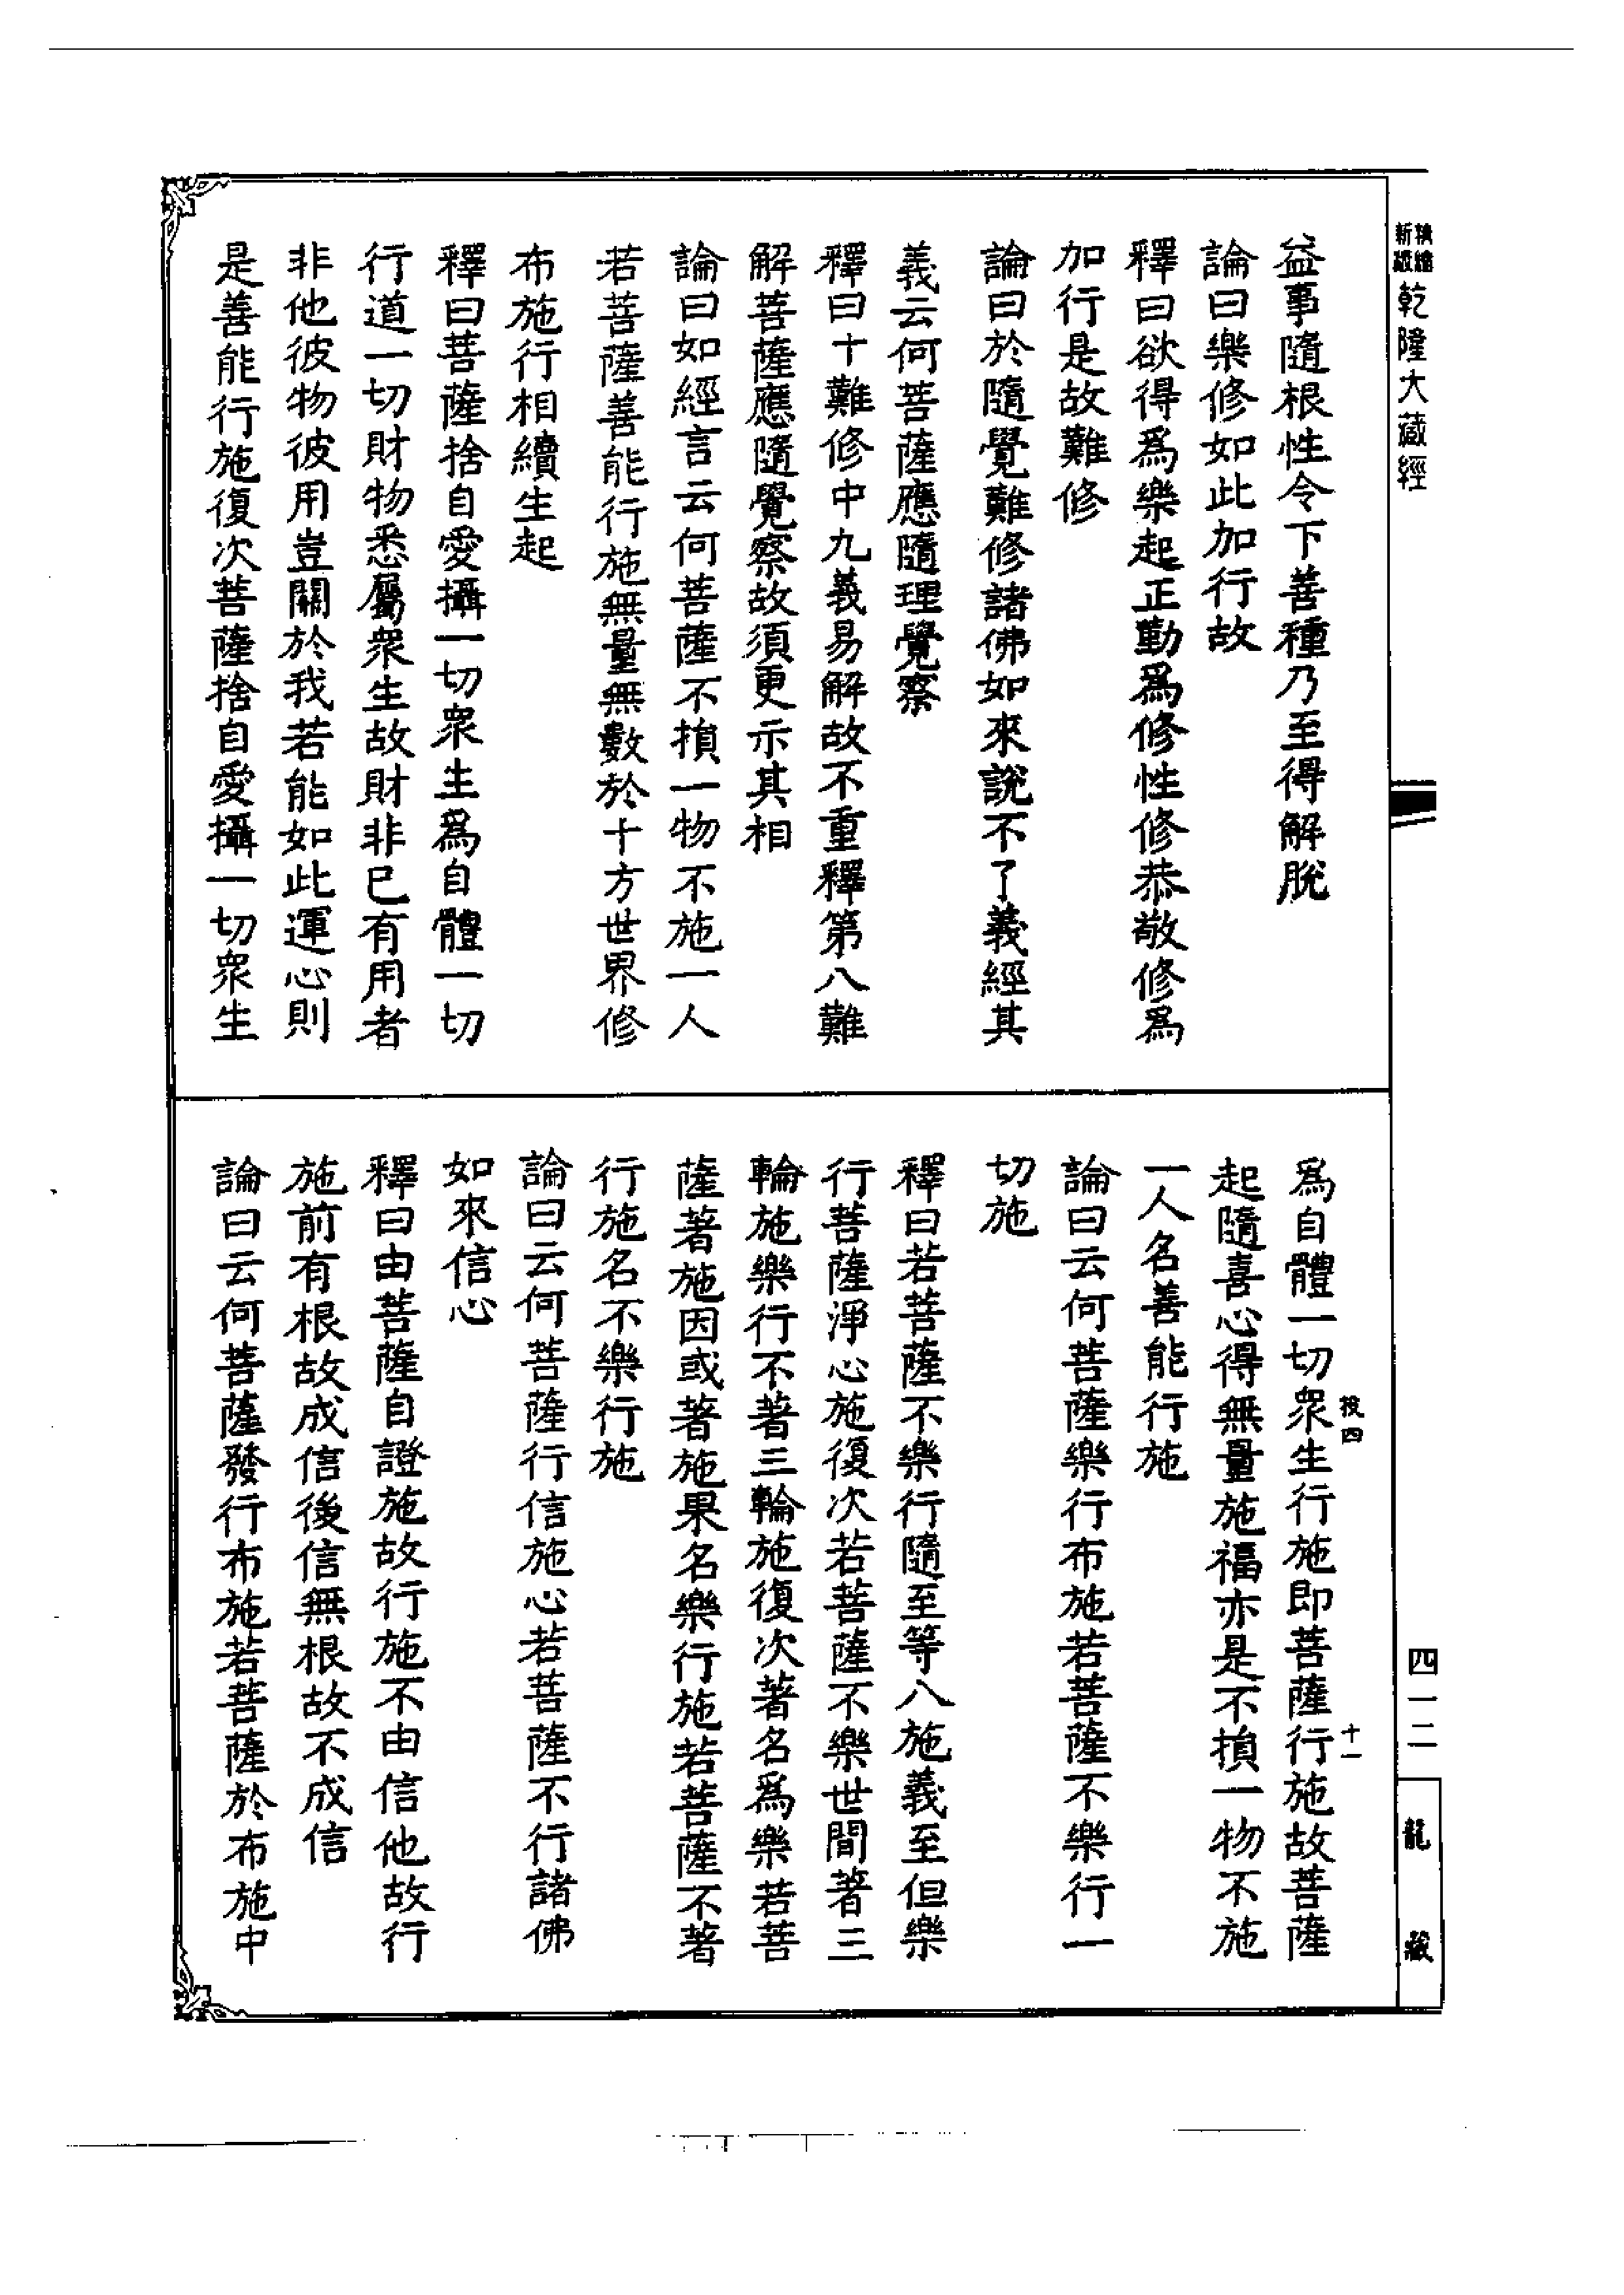 新縮
乾隆大藏經
益事隨根性令下善種乃至得解脫
論曰樂修如此加行故
釋曰欲得爲樂起正勤爲修性修恭敬修爲
加行是故難修
論曰於隨覺難修諸佛如來說不了義經其
義云何菩薩應隨理覺察
釋曰十難修中九義易解故不重釋第八難
解菩薩應隨覺察故須更示其相
論曰如經言云何菩薩不損一物不施一人
若菩薩善能行施無量無數於十方世界修
布施行相續生起
釋曰菩薩捨自愛攝一切衆生爲自體一切
行道一切財物悉屬衆生故財非已有用者
非他彼物彼用豈關於我若能如此運心則
是善能行施復次菩薩捨自愛攝一切衆生
爲自體一切衆生行施即菩薩行施故菩薩
起隨喜心得無量施福亦是不損一物不施
一人名善能行施
論曰云何菩薩樂行布施若菩薩不樂行一
切施
釋曰若菩薩不樂行隨至等八施義至但樂
行菩薩淨心施復次若菩薩不樂世間著三
輪施樂行不著三輪施復次著名爲樂若菩
薩著施因或著施果名樂行施若菩薩不著
行施名不樂行施
論曰云何菩薩行信施心若菩薩不行諸佛
如來信心
釋曰由菩薩自證施故行施不由信他故行
施前有根故成信後信無根故不成信
論曰云何菩薩發行布施若菩薩於布施中
投四
十一
四一二
龍藏